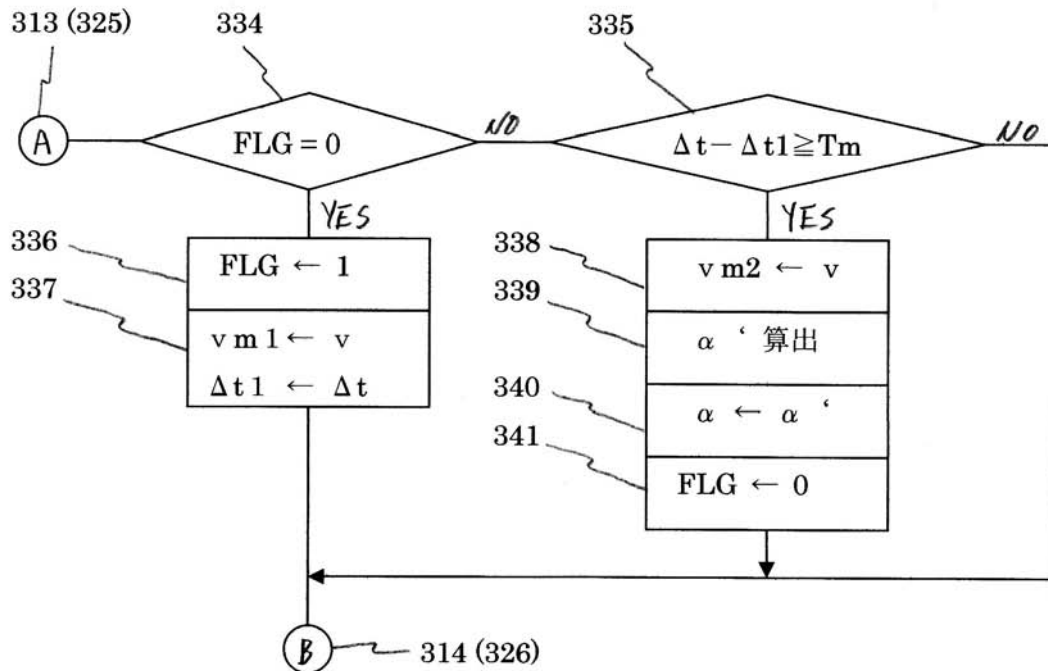 313 (325)
334
335
A
FLG = 0
NO
Δt－Δt1≧Tm
NO
YES
YES
336
FLG ← 1
337
vm1← v
Δt1 ← Δt
338
vm2← v
339
α‘算出
340
α ← α‘
341
FLG ← 0
B
314 (326)